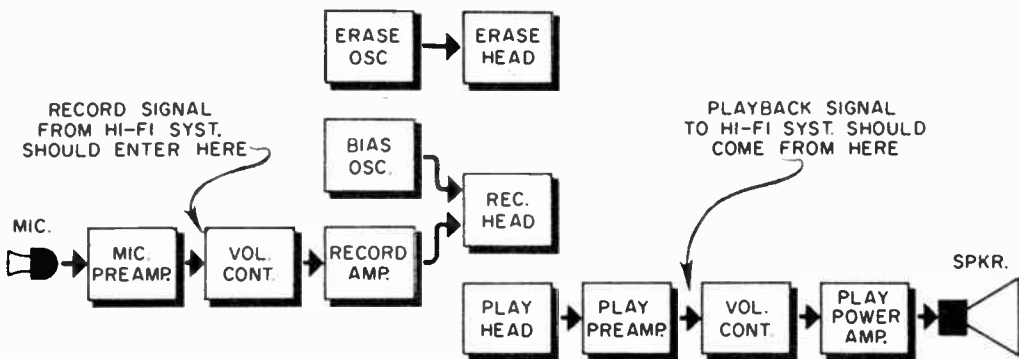 ERASE
OSC
ERASE
HEAD
RECORD SIGNAL
FROM HI-FI SYST.
SHOULD ENTER HERE
PLAYBACK SIGNAL
TO HI-FI SYST. SHOULD
COME FROM HERE
BIAS
OSC.
REC.
HEAD
MIC.
MIC.
PREAMP.
VOL.
CONT.
RECORD
AMP.
SPKR.
PLAY
HEAD
PLAY
PREAMP.
VOL.
CONT.
PLAY
POWER
AMP.